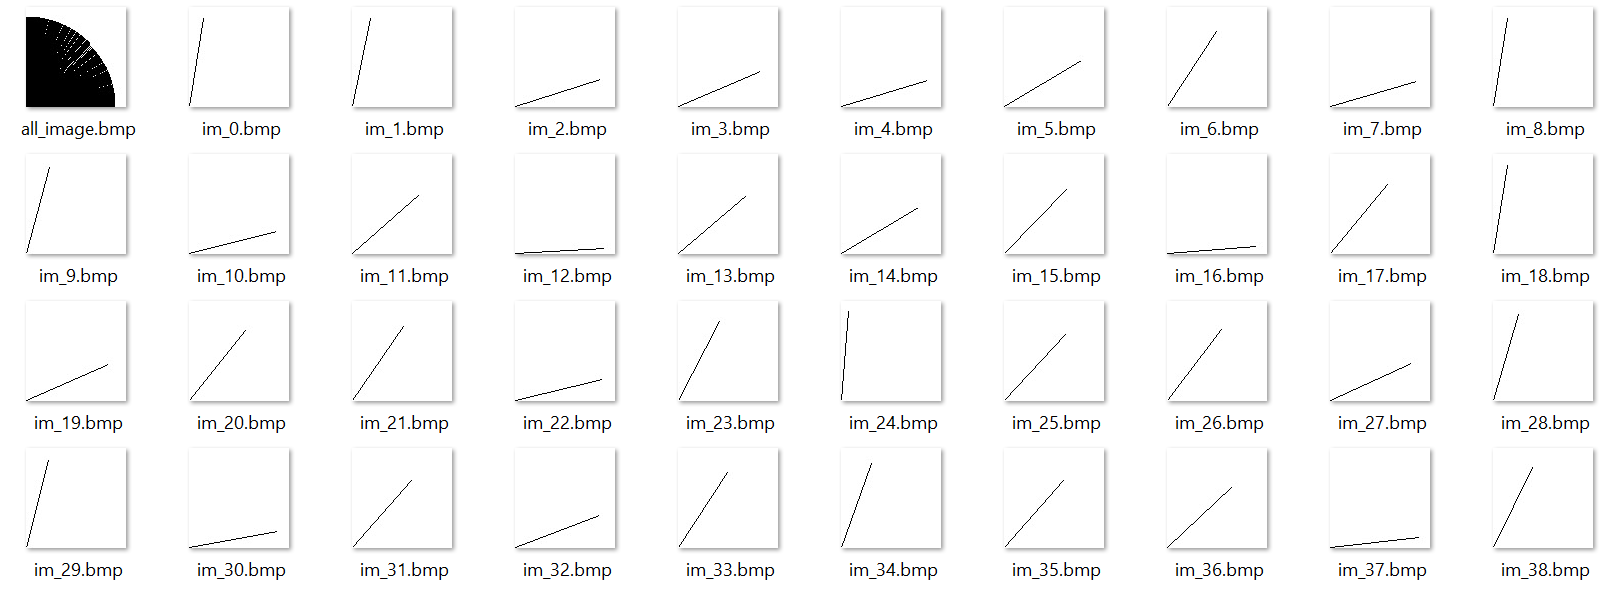 all_image.bmp im_0.bmp im_1.bmp im_2.bmp im_3.bmp im_4.bmp im_5.bmp im_6.bmp im_7.bmp im_8.bmp
im_9.bmp im_10.bmp im_11.bmp im_12.bmp im_13.bmp im_14.bmp im_15.bmp im_16.bmp im_17.bmp im_18.bmp
im_19.bmp im_20.bmp im_21.bmp im_22.bmp im_23.bmp im_24.bmp im_25.bmp im_26.bmp im_27.bmp im_28.bmp
im_29.bmp im_30.bmp im_31.bmp im_32.bmp im_33.bmp im_34.bmp im_35.bmp im_36.bmp im_37.bmp im_38.bmp